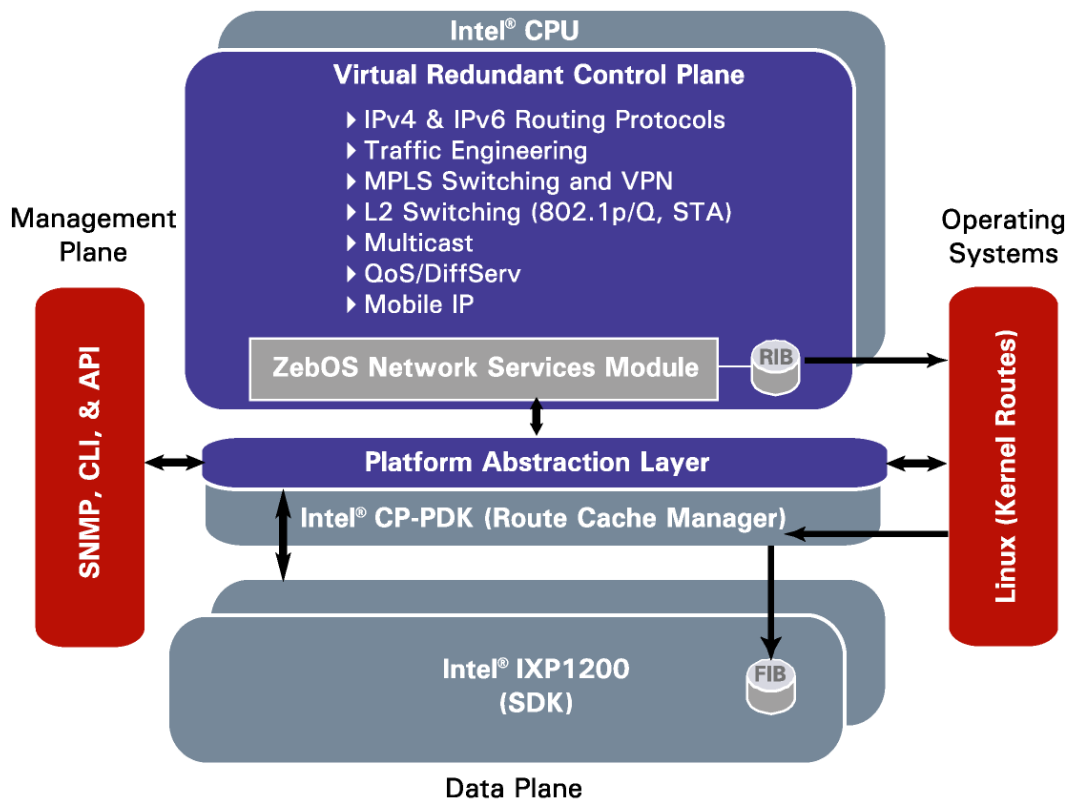 Intel® CPU
Virtual Redundant Control Plane
IPv4 & IPv6 Routing Protocols
Traffic Engineering
MPLS Switching and VPN
L2 Switching (802.1p/Q, STA)
Multicast
QoS/DiffServ
Mobile IP
Management
Plane
Operating
Systems
ZebOS Network Services Module
RIB
SNMP, CLI, & API
Linux (Kernel Routes)
Platform Abstraction Layer
Intel® CP-PDK (Route Cache Manager)
Intel® IXP1200
(SDK)
FIB
Data Plane